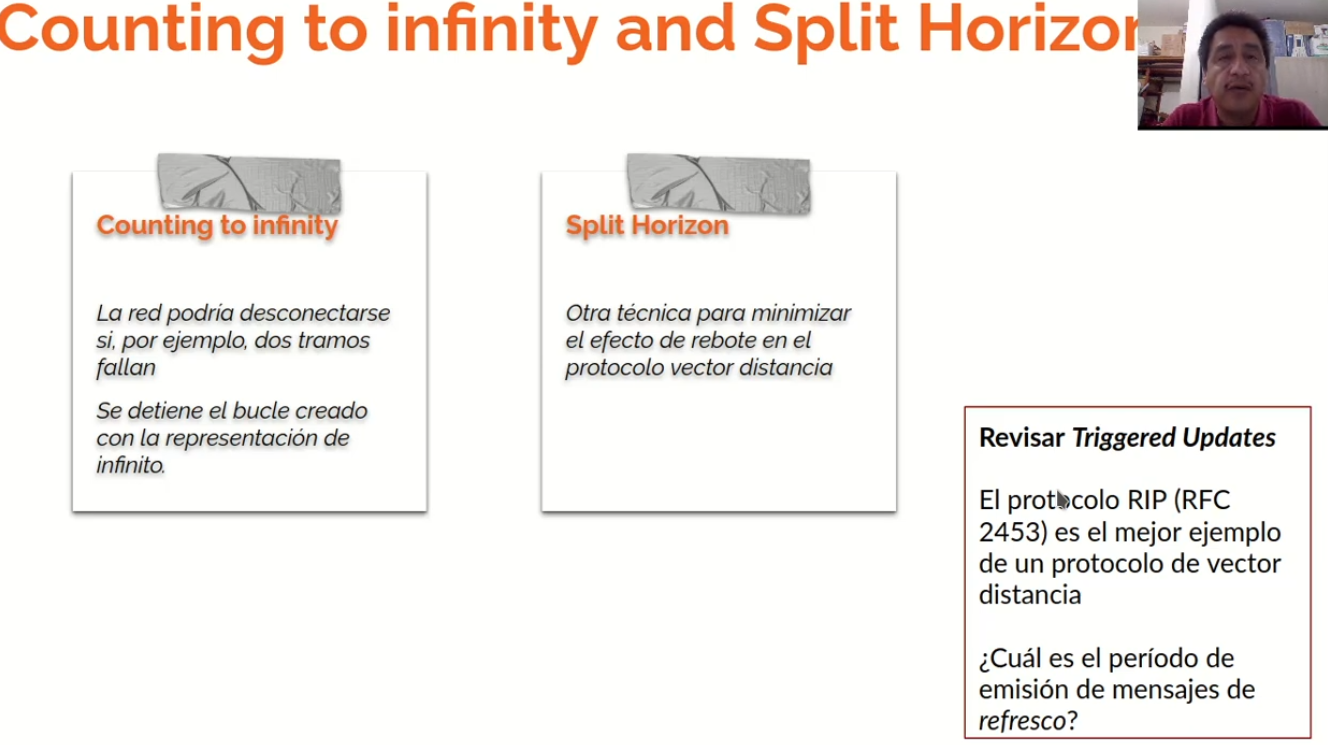 Counting to infinity and Split Horizon
Counting to infinity
La red podría desconectarse
si, por ejemplo, dos tramos
fallan
Se detiene el bucle creado
con la representación de
infinito.
Split Horizon
Otra técnica para minimizar
el efecto de rebote en el
protocolo vector distancia
Revisar Triggered Updates
El protocolo RIP (RFC
2453) es el mejor ejemplo
de un protocolo de vector
distancia
¿Cuál es el período de
emisión de mensajes de
refresco?